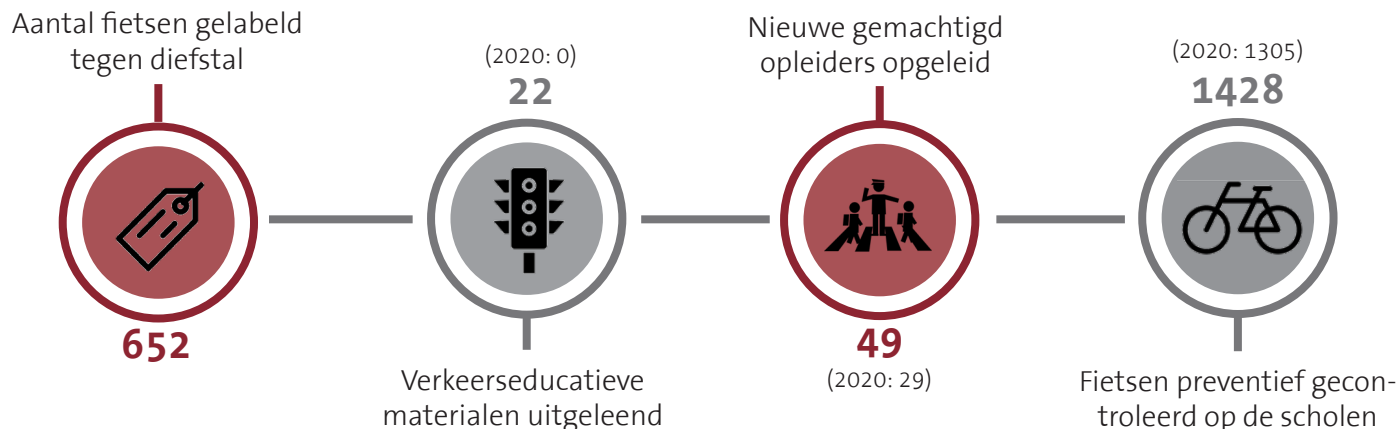 Aantal fietsen gelabeld
tegen diefstal
652
(2020: 0)
22
Verkeerseducatieve
materialen uitgeleend
Nieuwe gemachtigd
opleiders opgeleid
49
(2020: 29)
(2020: 1305)
1428
Fietsen preventief gecon-
troleerd op de scholen